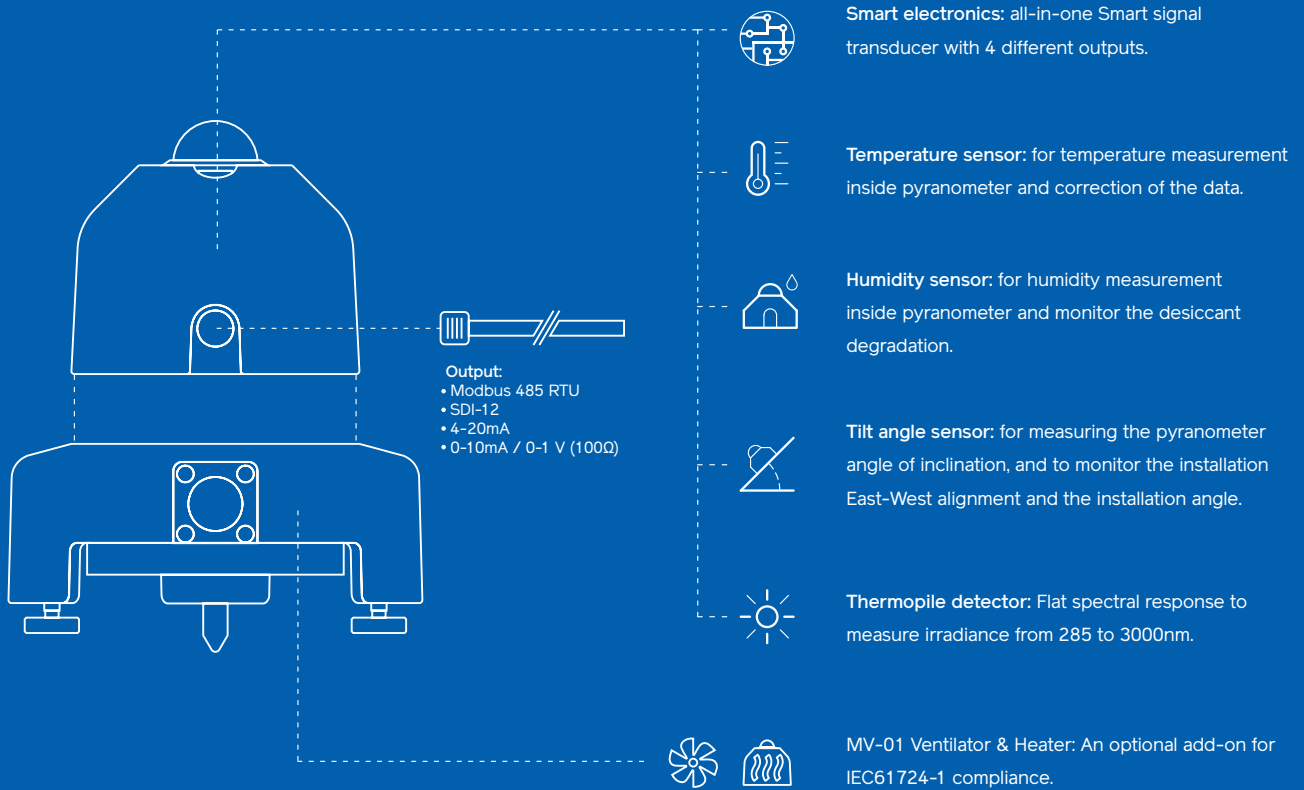 Smart electronics: all-in-one Smart signal
transducer with 4 different outputs.
Temperature sensor: for temperature measurement
inside pyranometer and correction of the data.
Humidity sensor: for humidity measurement
inside pyranometer and monitor the desiccant
degradation.
Output:
• Modbus 485 RTU
• SDI-12
• 4-20mA
• 0-10mA / 0-1 V (100Ω)
Tilt angle sensor: for measuring the pyranometer
angle of inclination, and to monitor the installation
East-West alignment and the installation angle.
Thermopile detector: Flat spectral response to
measure irradiance from 285 to 3000nm.
MV-01 Ventilator & Heater: An optional add-on for
IEC61724-1 compliance.